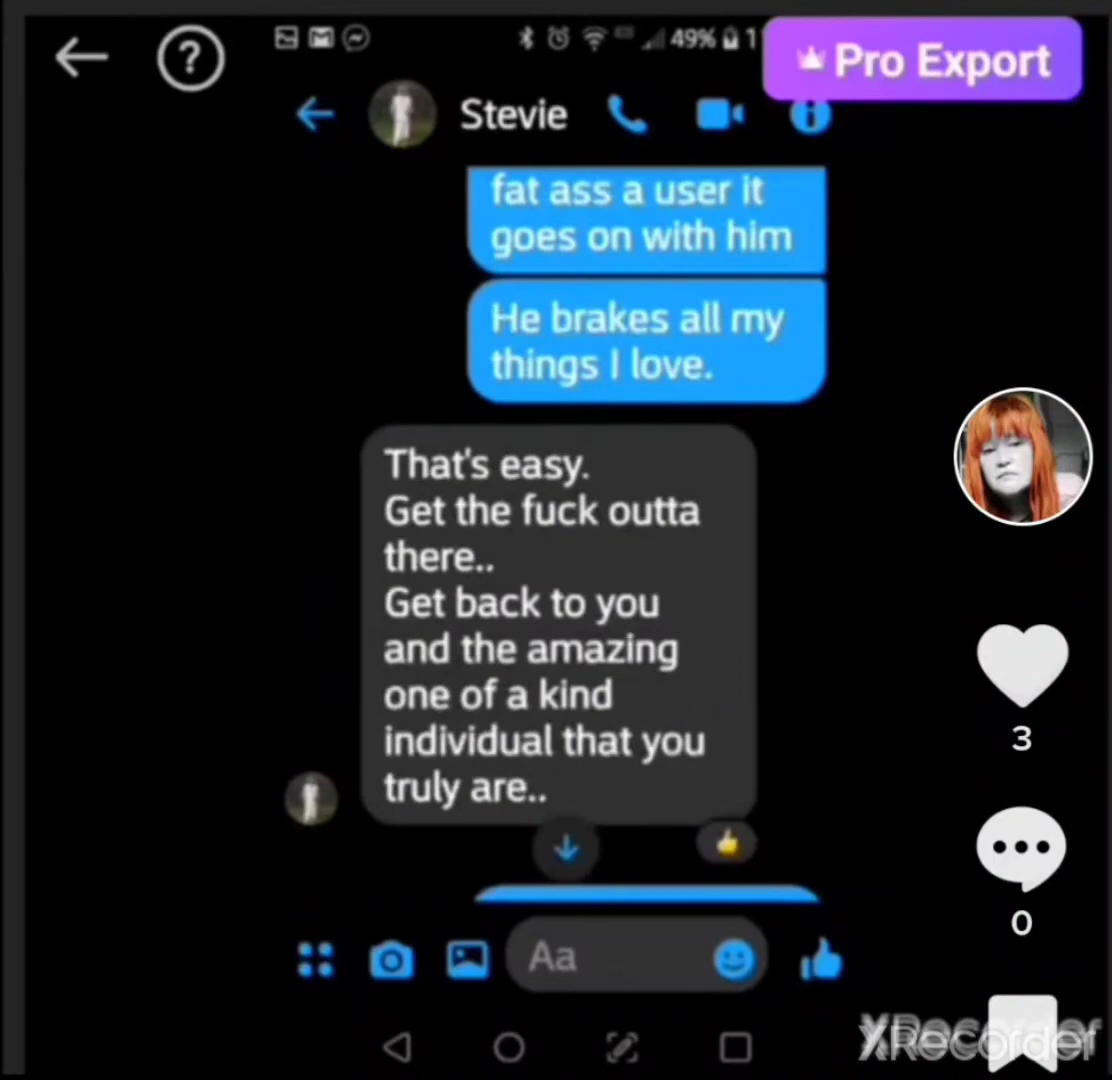 49%
1
Pro Export
Stevie
fat ass a user it
goes on with him
He brakes all my
things I love.
That's easy.
Get the fuck outta
there..
Get back to you
and the amazing
one of a kind
individual that you
truly are..
3
0
Aa
XRecorder